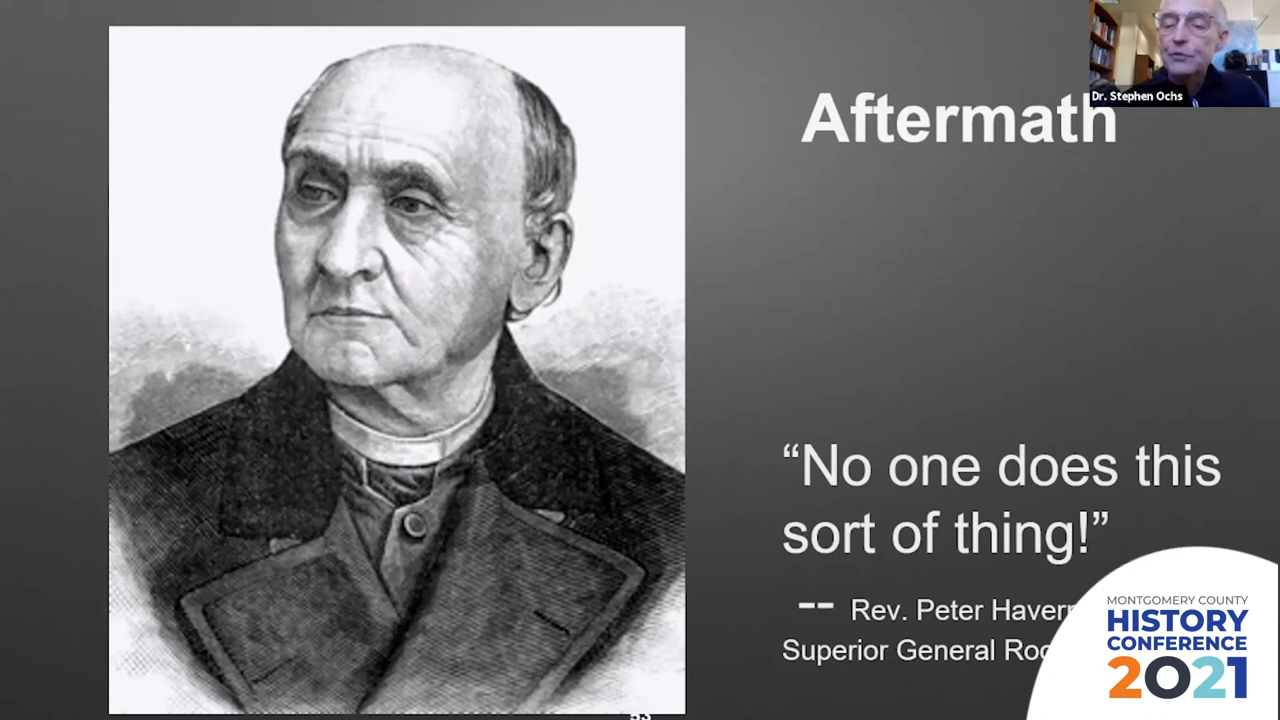 Dr. Stephen Ochs
Aftermath
“No one does this
sort of thing!”
-- Rev. Peter
Superior General
MONTGOMERY COUNTY
HISTORY
CONFERENCE
2021